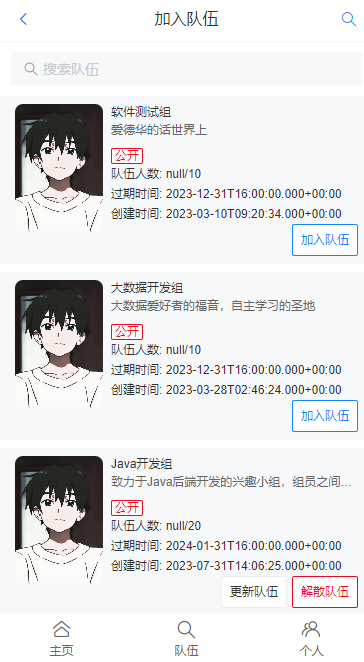 加入队伍
搜索队伍
软件测试组
爱德华的话世界上
公开
队伍人数: null/10
过期时间: 2023-12-31T16:00:00.000+00:00
创建时间: 2023-03-10T09:20:34.000+00:00
加入队伍
大数据开发组
大数据爱好者的福音，自主学习的圣地
公开
队伍人数: null/10
过期时间: 2023-12-31T16:00:00.000+00:00
创建时间: 2023-03-28T02:46:24.000+00:00
加入队伍
Java开发组
致力于Java后端开发的兴趣小组，组员之间...
公开
队伍人数: null/20
过期时间: 2024-01-31T16:00:00.000+00:00
创建时间: 2023-07-31T14:06:25.000+00:00
更新队伍 解散队伍
主页 队伍 个人